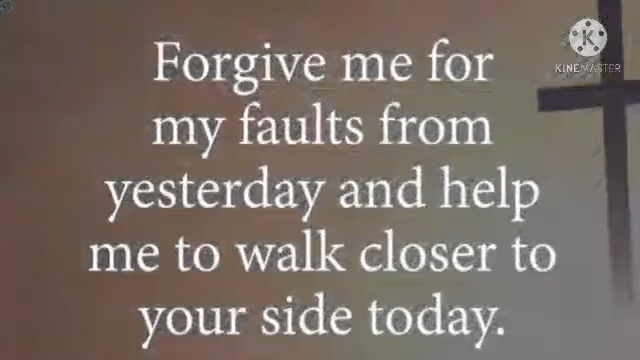 Forgive me for
my faults from
yesterday and help
me to walk closer to
your side today.
KINEMASTER